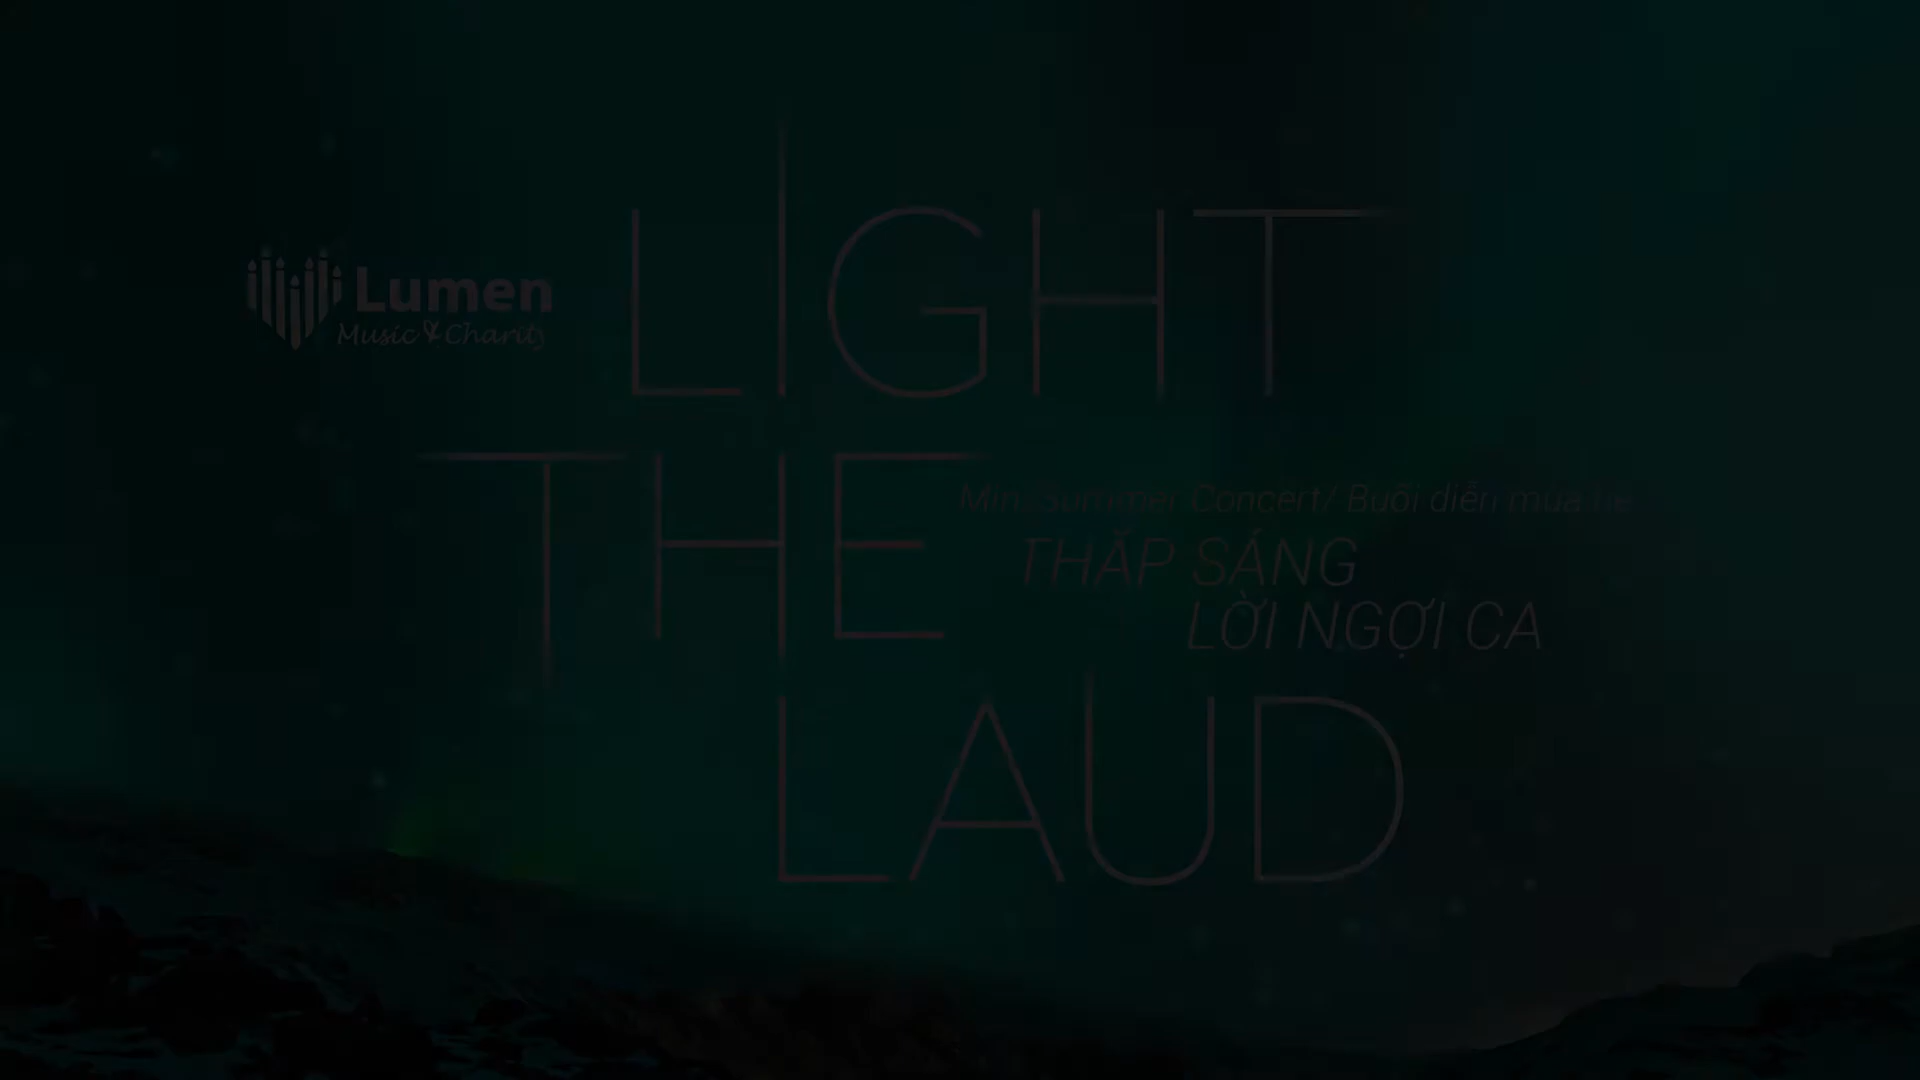 LIGHT
Lumen
Music & Charity
THE
Mini Summer Concert/ Buổi diễn mùa hè
THẮP SÁNG
LỜI NGỢI CA
LAUD